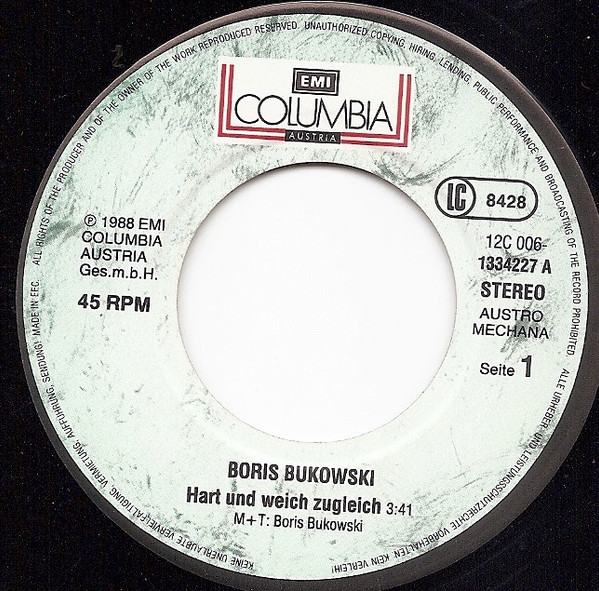 EMI
COLUMBIA
AUSTRIA
LC 8428
℗ 1988 EMI
COLUMBIA
AUSTRIA
Ges.m.b.H.
45 RPM
12C 006-
1334227 A
STEREO
AUSTRO
MECHANA
Seite 1
BORIS BUKOWSKI
Hart und weich zugleich 3:41
M+T: Boris Bukowski
ALL RIGHTS OF THE PRODUCER AND OF THE OWNER OF THE WORK REPRODUCED RESERVED. UNAUTHORIZED COPYING, HIRING, LENDING, PUBLIC PERFORMANCE AND BROADCASTING OF THE RECORD PROHIBITED. ALLE URHEBER- UND LEISTUNGSSCHUTZRECHTE VORBEHALTEN. KEIN VERLEIH! KEINE UNERLAUBTE VERVIELFÄLTIGUNG, VERMIETUNG, AUFFÜHRUNG, SENDUNG! MADE IN EEC.